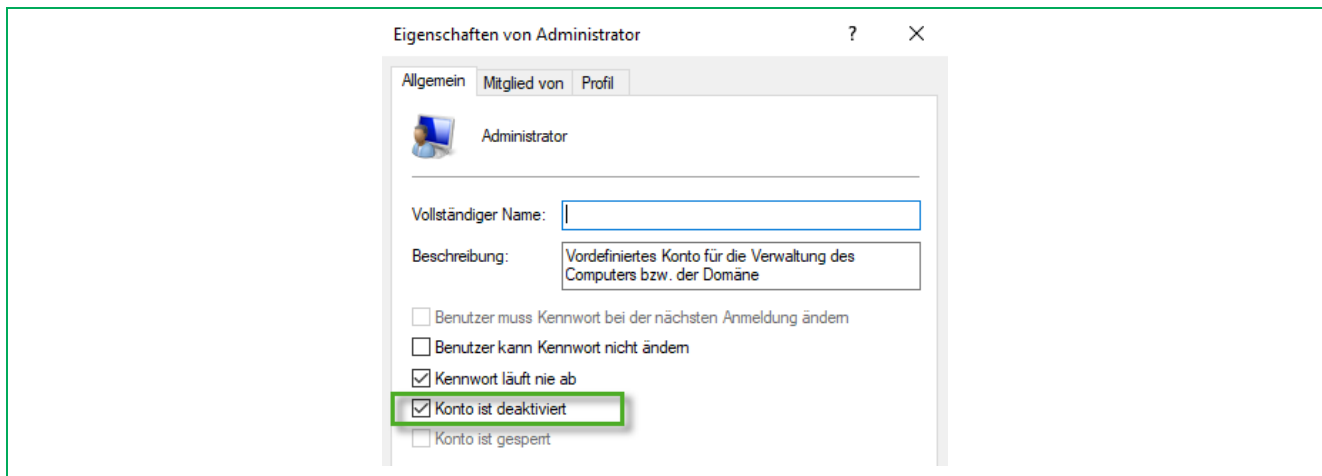 Eigenschaften von Administrator ?
Allgemein Mitglied von Profil
Administrator
Vollständiger Name:
Beschreibung: Vordefiniertes Konto für die Verwaltung des
Computers bzw. der Domäne
Benutzer muss Kennwort bei der nächsten Anmeldung ändern
Benutzer kann Kennwort nicht ändern
Kennwort läuft nie ab
Konto ist deaktiviert
Konto ist gesperrt